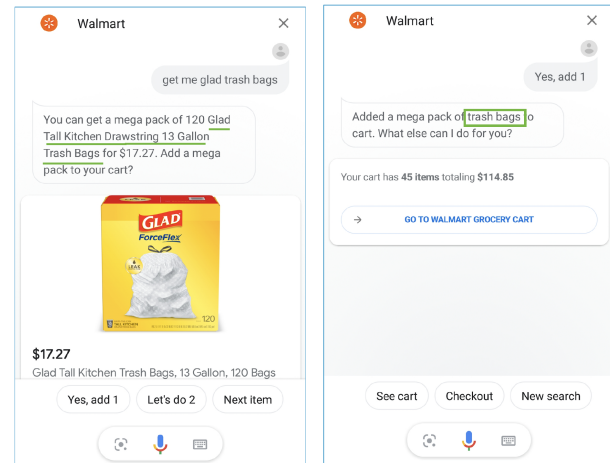 Walmart
get me glad trash bags
You can get a mega pack of 120 Glad
Tall Kitchen Drawstring 13 Gallon
Trash Bags for $17.27. Add a mega
pack to your cart?
GLAD
ForceFlex
LEAK
120
$17.27
Glad Tall Kitchen Trash Bags, 13 Gallon, 120 Bags
Yes, add 1
Let's do 2
Next item
Walmart
Yes, add 1
Added a mega pack of trash bags o
cart. What else can I do for you?
Your cart has 45 items totaling $114.85
GO TO WALMART GROCERY CART
See cart
Checkout
New search